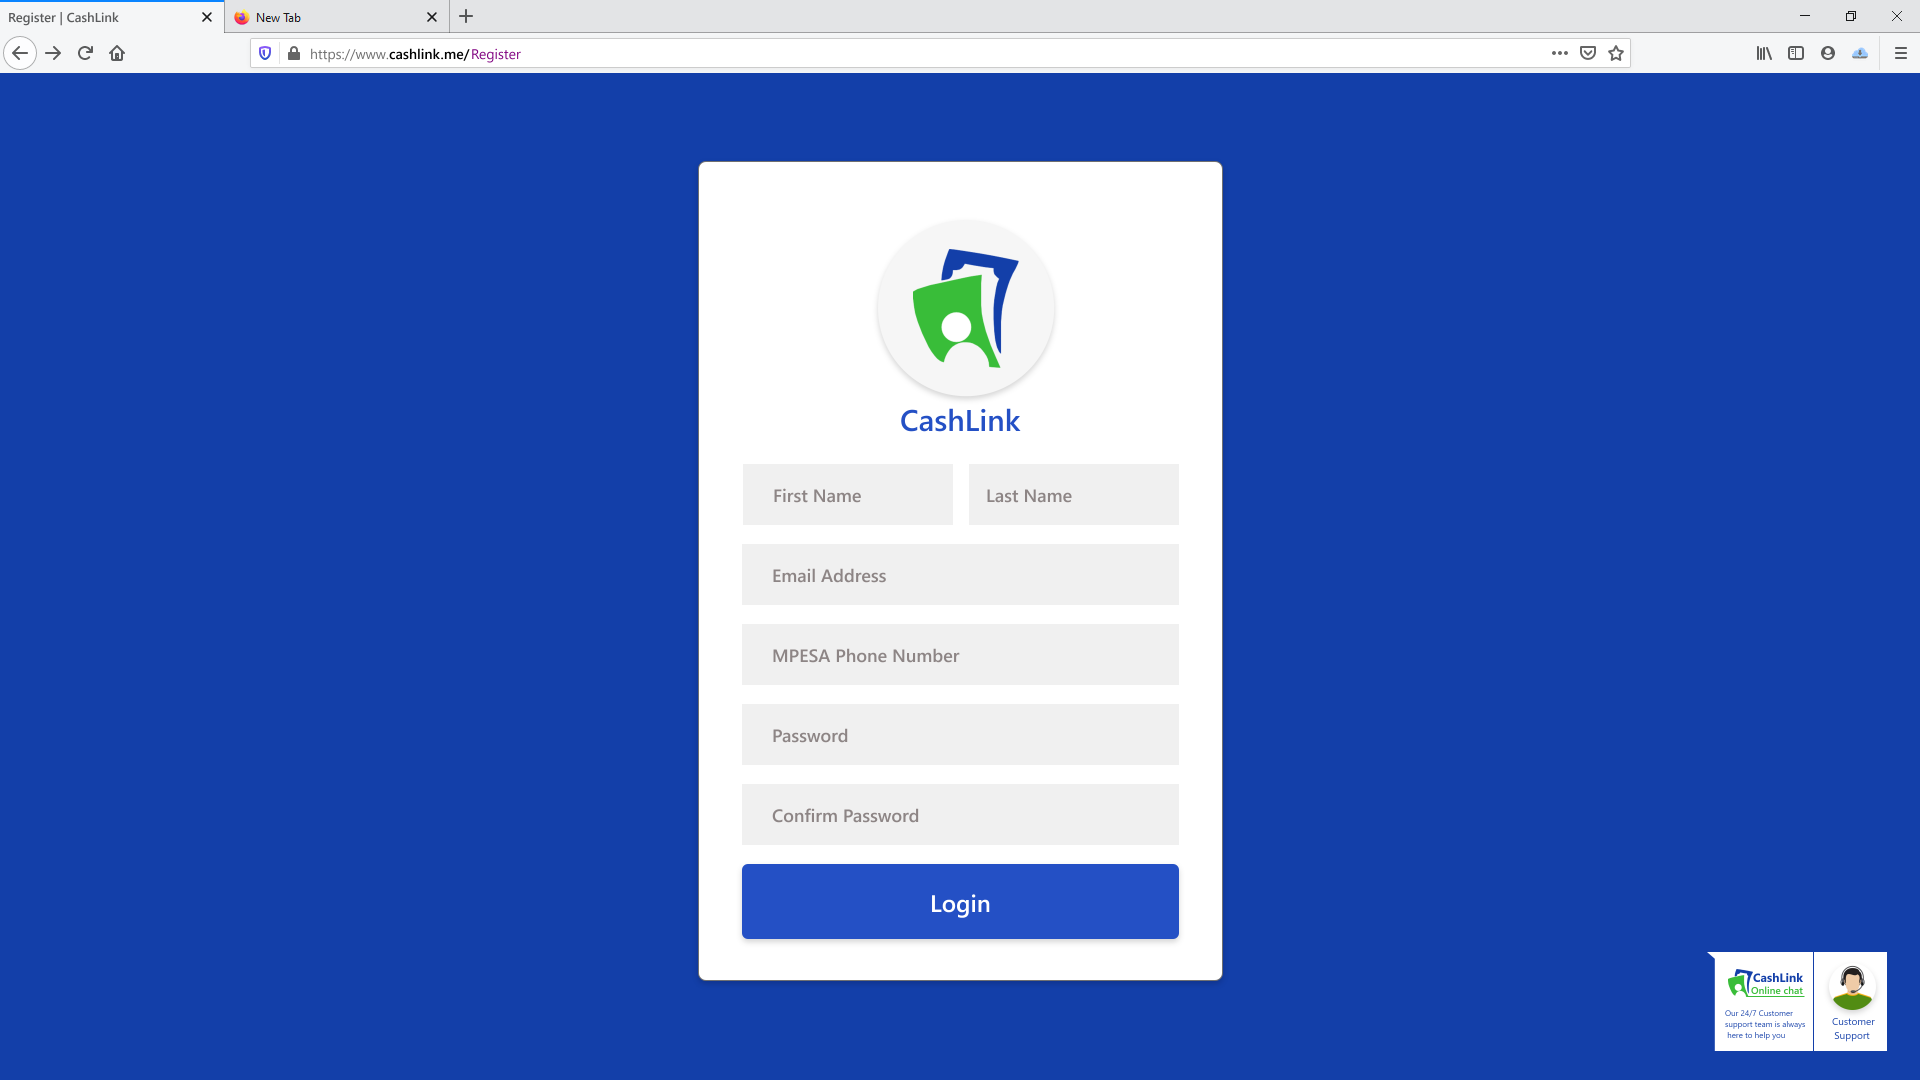 Register | CashLink
New Tab
https://www.cashlink.me/Register
CashLink
First Name
Last Name
Email Address
MPESA Phone Number
Password
Confirm Password
Login
CashLink
Online chat
Our 24/7 Customer
support team is always
here to help you
Customer
Support